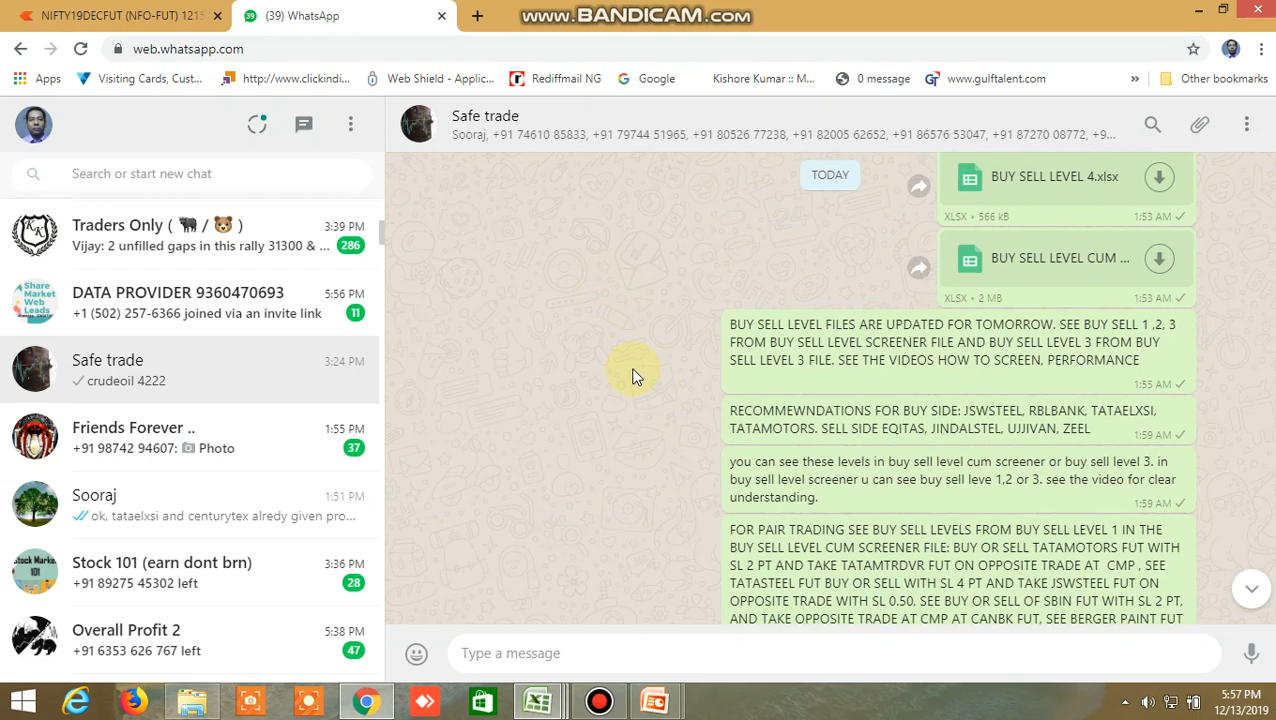 NIFTY19DECFUT (NFO-FUT) 1215
(39) WhatsApp
www.BANDICAM.com
web.whatsapp.com
Apps
Visiting Cards, Cust...
http://www.clickindi...
Web Shield - Applic...
Rediffmail NG
Google
Kishore Kumar :: M...
0 message
www.gulftalent.com
»
Other bookmarks
Safe trade
Sooraj, +91 74610 85833, +91 79744 51965, +91 80526 77238, +91 82005 62652, +91 86576 53047, +91 87270 08772, +9...
Search or start new chat
Traders Only ( 🐂 / 🐻 )
3:39 PM
Vijay: 2 unfilled gaps in this rally 31300 & ...
286
Share Market Web Leads
DATA PROVIDER 9360470693
5:56 PM
+1 (502) 257-6366 joined via an invite link
11
Safe trade
3:24 PM
crudeoil 4222
Friends Forever ..
1:55 PM
+91 98742 94607: 📷 Photo
37
Sooraj
1:51 PM
ok, tataelxsi and centurytex alredy given pro...
Stock Market 101
Stock 101 (earn dont brn)
3:36 PM
+91 89275 45302 left
28
Overall Profit 2
5:38 PM
+91 6353 626 767 left
47
TODAY
BUY SELL LEVEL 4.xlsx
XLSX • 566 kB
1:53 AM
BUY SELL LEVEL CUM ...
XLSX • 2 MB
1:53 AM
BUY SELL LEVEL FILES ARE UPDATED FOR TOMORROW. SEE BUY SELL 1 ,2, 3
FROM BUY SELL LEVEL SCREENER FILE AND BUY SELL LEVEL 3 FROM BUY
SELL LEVEL 3 FILE. SEE THE VIDEOS HOW TO SCREEN, PERFORMANCE
1:55 AM
RECOMMEWNDATIONS FOR BUY SIDE: JSWSTEEL, RBLBANK, TATAELXSI,
TATAMOTORS. SELL SIDE EQITAS, JINDALSTEL, UJJIVAN, ZEEL
1:59 AM
you can see these levels in buy sell level cum screener or buy sell level 3. in
buy sell level screener u can see buy sell leve 1,2 or 3. see the video for clear
understanding.
1:59 AM
FOR PAIR TRADING SEE BUY SELL LEVELS FROM BUY SELL LEVEL 1 IN THE
BUY SELL LEVEL CUM SCREENER FILE: BUY OR SELL TATAMOTORS FUT WITH
SL 2 PT AND TAKE TATAMTRDVR FUT ON OPPOSITE TRADE AT CMP , SEE
TATASTEEL FUT BUY OR SELL WITH SL 4 PT AND TAKE JSWSTEEL FUT ON
OPPOSITE TRADE WITH SL 0.50, SEE BUY OR SELL OF SBIN FUT WITH SL 2 PT,
AND TAKE OPPOSITE TRADE AT CMP AT CANBK FUT, SEE BERGER PAINT FUT
Type a message
5:57 PM
12/13/2019